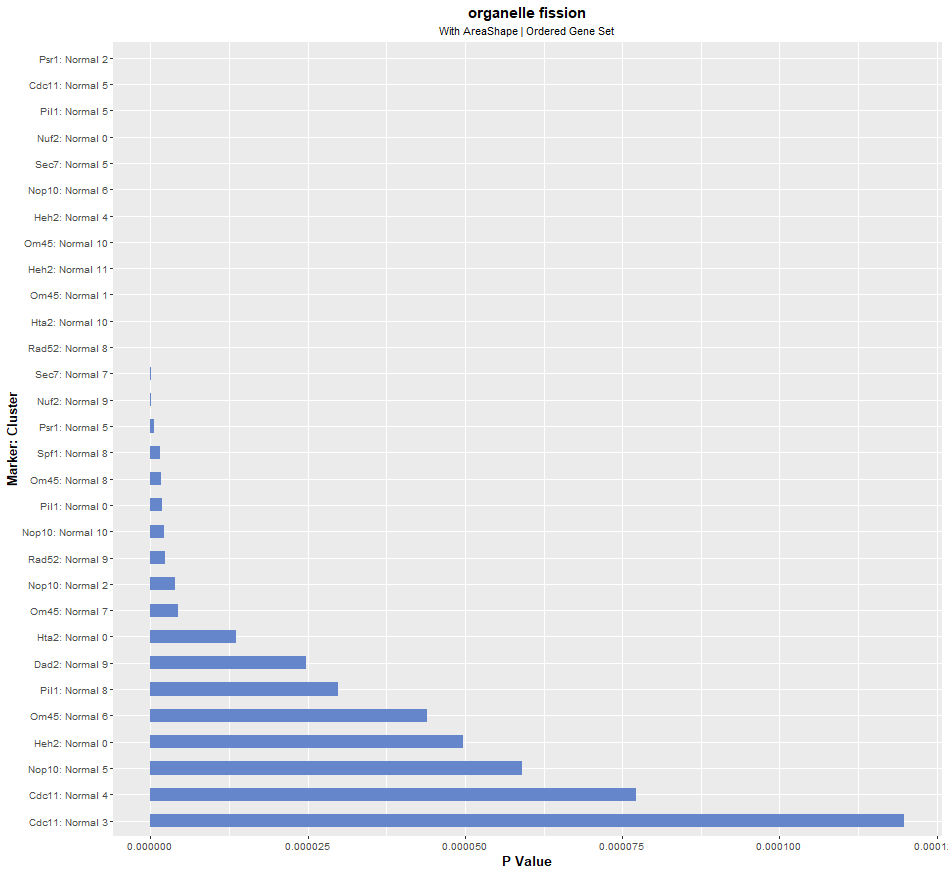 organelle fission
With AreaShape | Ordered Gene Set
Psr1: Normal 2
Cdc11: Normal 5
Pil1: Normal 5
Nuf2: Normal 0
Sec7: Normal 5
Nop10: Normal 6
Heh2: Normal 4
Om45: Normal 10
Heh2: Normal 11
Om45: Normal 1
Hta2: Normal 10
Rad52: Normal 8
Sec7: Normal 7
Nuf2: Normal 9
Psr1: Normal 5
Spf1: Normal 8
Om45: Normal 8
Pil1: Normal 0
Nop10: Normal 10
Rad52: Normal 9
Nop10: Normal 2
Om45: Normal 7
Hta2: Normal 0
Dad2: Normal 9
Pil1: Normal 8
Om45: Normal 6
Heh2: Normal 0
Nop10: Normal 5
Cdc11: Normal 4
Cdc11: Normal 3
Marker: Cluster
0.000000 0.000025 0.000050 0.000075 0.000100 0.00012
P Value